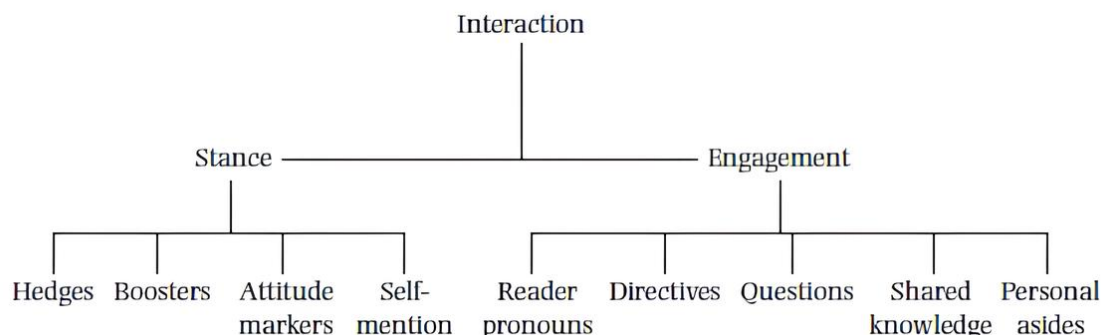 Interaction
Stance Engagement
Hedges Boosters Attitude Self- Reader Directives Questions Shared Personal
markers mention pronouns knowledge asides